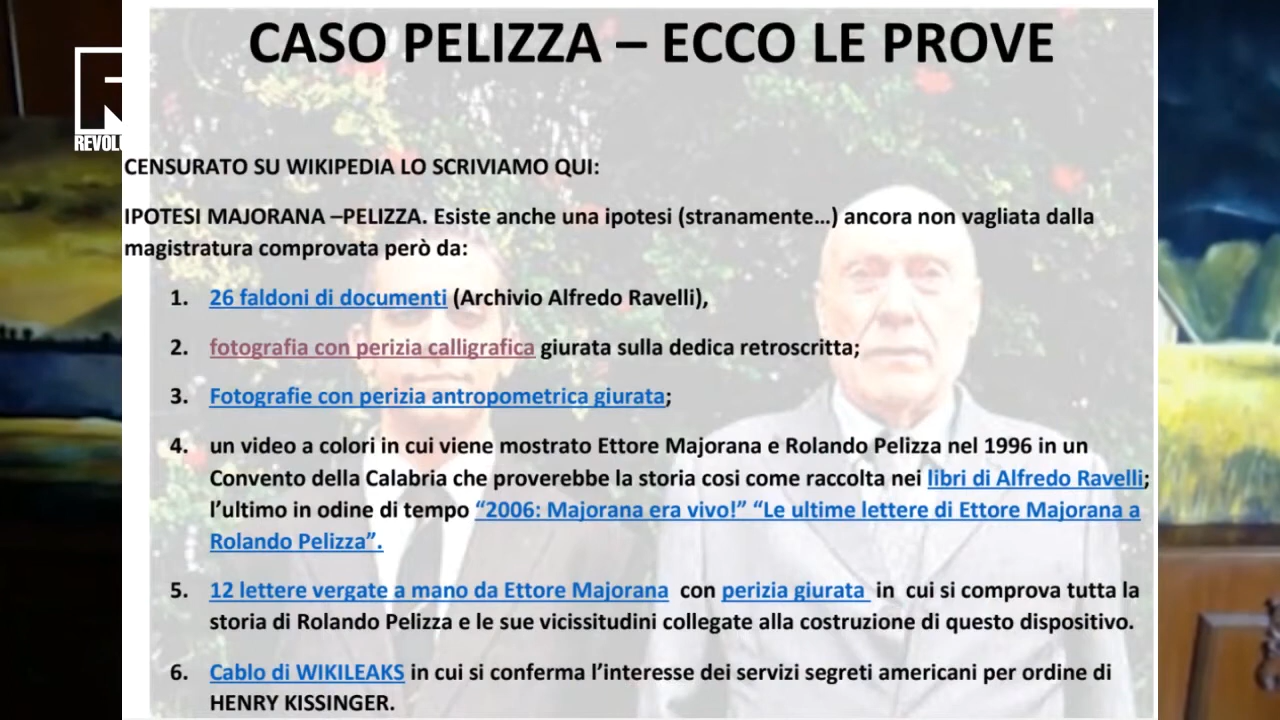 CASO PELIZZA – ECCO LE PROVE
CENSURATO SU WIKIPEDIA LO SCRIVIAMO QUI:
IPOTESI MAJORANA –PELIZZA. Esiste anche una ipotesi (stranamente…) ancora non vagliata dalla
magistratura comprovata però da:
1. 26 faldoni di documenti (Archivio Alfredo Ravelli),
2. fotografia con perizia calligrafica giurata sulla dedica retroscritta;
3. Fotografie con perizia antropometrica giurata;
4. un video a colori in cui viene mostrato Ettore Majorana e Rolando Pelizza nel 1996 in un
Convento della Calabria che proverebbe la storia cosi come raccolta nei libri di Alfredo Ravelli;
l’ultimo in odine di tempo “2006: Majorana era vivo!” “Le ultime lettere di Ettore Majorana a
Rolando Pelizza”.
5. 12 lettere vergate a mano da Ettore Majorana con perizia giurata in cui si comprova tutta la
storia di Rolando Pelizza e le sue vicissitudini collegate alla costruzione di questo dispositivo.
6. Cablo di WIKILEAKS in cui si conferma l’interesse dei servizi segreti americani per ordine di
HENRY KISSINGER.